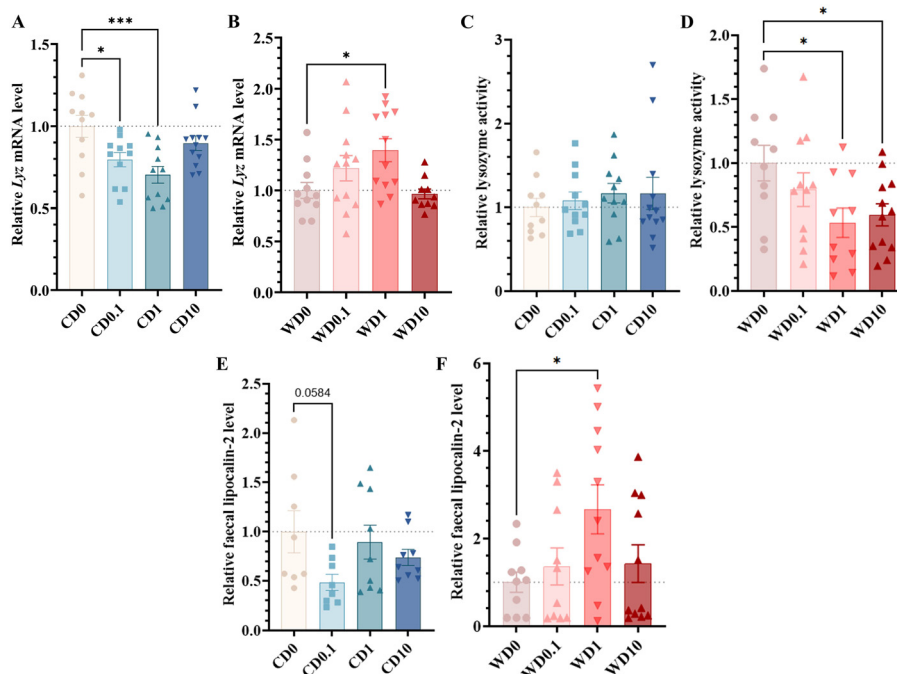 A
Relative Lyz mRNA level
1.5
1.0
0.5
0.0
***
*
CD0
CD0.1
CD1
CD10
B
Relative Lyz mRNA level
2.5
2.0
1.5
1.0
0.5
0.0
*
WD0
WD0.1
WD1
WD10
C
Relative lysozyme activity
3
2
1
0
CD0
CD0.1
CD1
CD10
D
Relative lysozyme activity
2.0
1.5
1.0
0.5
0.0
*
*
WD0
WD0.1
WD1
WD10
E
Relative faecal lipocalin-2 level
2.5
2.0
1.5
1.0
0.5
0.0
0.0584
CD0
CD0.1
CD1
CD10
F
Relative faecal lipocalin-2 level
6
4
2
0
*
WD0
WD0.1
WD1
WD10